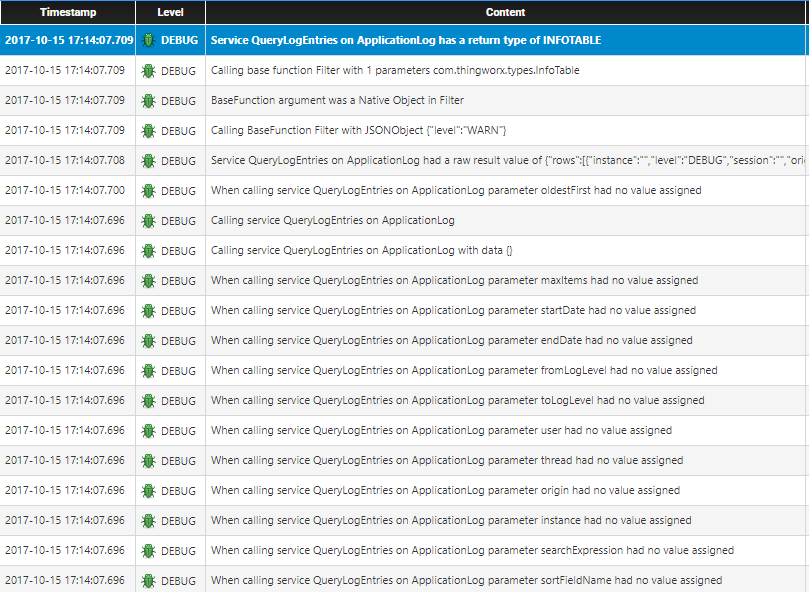 Timestamp Level Content
2017-10-15 17:14:07.709 DEBUG Service QueryLogEntries on ApplicationLog has a return type of INFOTABLE
2017-10-15 17:14:07.709 DEBUG Calling base function Filter with 1 parameters com.thingworx.types.InfoTable
2017-10-15 17:14:07.709 DEBUG BaseFunction argument was a Native Object in Filter
2017-10-15 17:14:07.709 DEBUG Calling BaseFunction Filter with JSONObject {"level":"WARN"}
2017-10-15 17:14:07.708 DEBUG Service QueryLogEntries on ApplicationLog had a raw result value of {"rows":[{"instance":"","level":"DEBUG","session":"","ori
2017-10-15 17:14:07.700 DEBUG When calling service QueryLogEntries on ApplicationLog parameter oldestFirst had no value assigned
2017-10-15 17:14:07.696 DEBUG Calling service QueryLogEntries on ApplicationLog
2017-10-15 17:14:07.696 DEBUG Calling service QueryLogEntries on ApplicationLog with data {}
2017-10-15 17:14:07.696 DEBUG When calling service QueryLogEntries on ApplicationLog parameter maxItems had no value assigned
2017-10-15 17:14:07.696 DEBUG When calling service QueryLogEntries on ApplicationLog parameter startDate had no value assigned
2017-10-15 17:14:07.696 DEBUG When calling service QueryLogEntries on ApplicationLog parameter endDate had no value assigned
2017-10-15 17:14:07.696 DEBUG When calling service QueryLogEntries on ApplicationLog parameter fromLogLevel had no value assigned
2017-10-15 17:14:07.696 DEBUG When calling service QueryLogEntries on ApplicationLog parameter toLogLevel had no value assigned
2017-10-15 17:14:07.696 DEBUG When calling service QueryLogEntries on ApplicationLog parameter user had no value assigned
2017-10-15 17:14:07.696 DEBUG When calling service QueryLogEntries on ApplicationLog parameter thread had no value assigned
2017-10-15 17:14:07.696 DEBUG When calling service QueryLogEntries on ApplicationLog parameter origin had no value assigned
2017-10-15 17:14:07.696 DEBUG When calling service QueryLogEntries on ApplicationLog parameter instance had no value assigned
2017-10-15 17:14:07.696 DEBUG When calling service QueryLogEntries on ApplicationLog parameter searchExpression had no value assigned
2017-10-15 17:14:07.696 DEBUG When calling service QueryLogEntries on ApplicationLog parameter sortFieldName had no value assigned